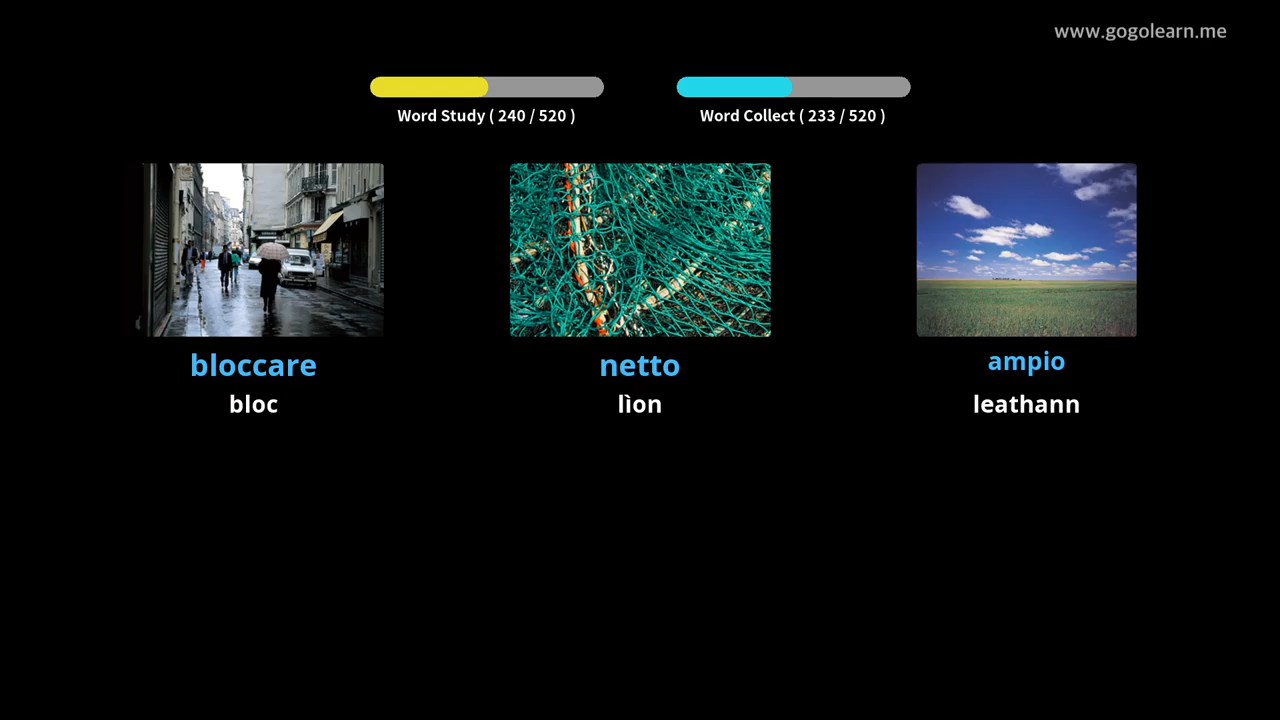 www.gogolearn.me
Word Study ( 240 / 520 )
Word Collect ( 233 / 520 )
bloccare
netto
ampio
bloc
lìon
leathann